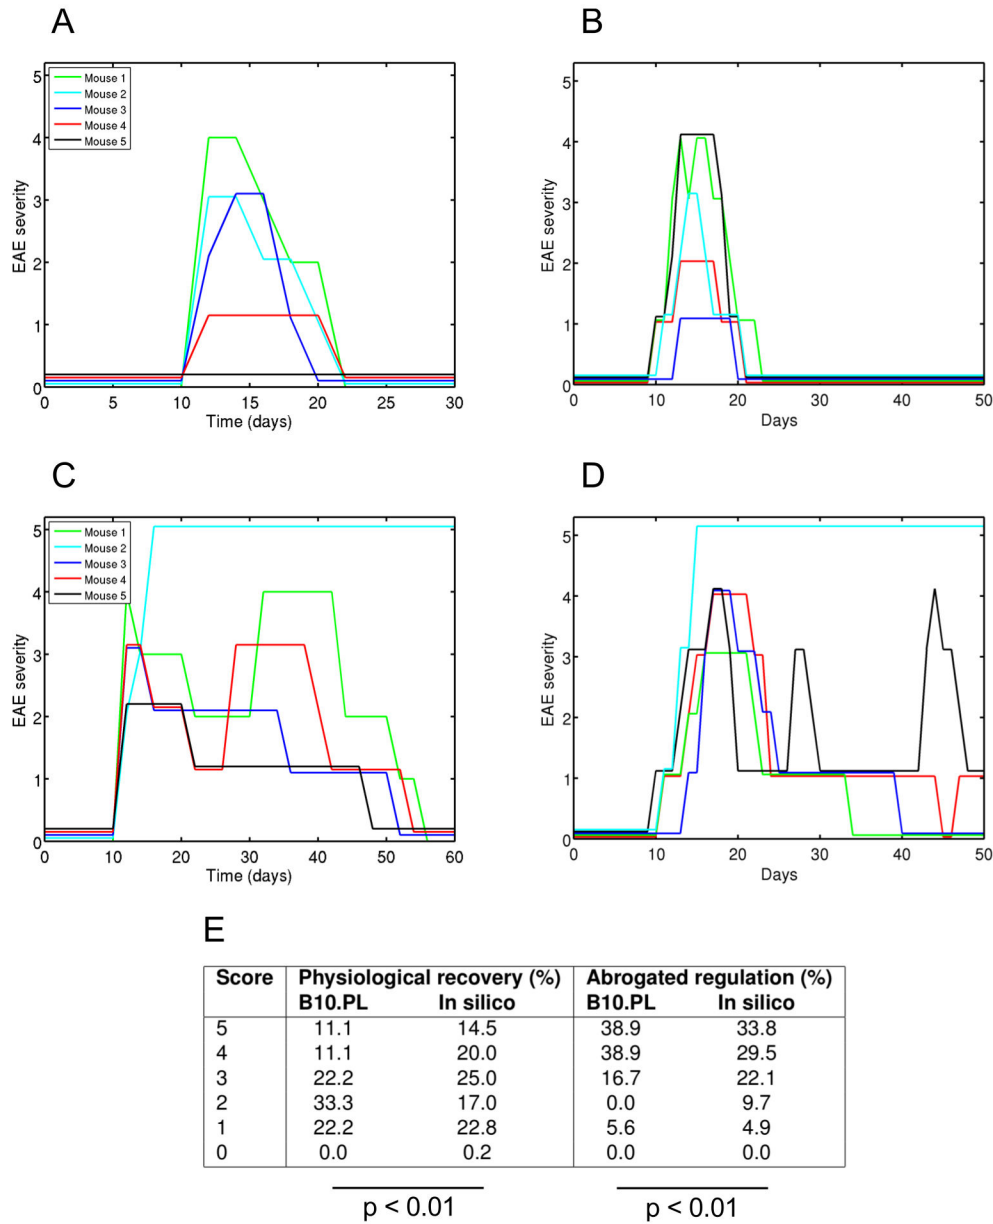 A
B
5
4
3
2
1
0
EAE severity
Mouse 1
Mouse 2
Mouse 3
Mouse 4
Mouse 5
0 5 10 15 20 25 30
Time (days)
5
4
3
2
1
0
EAE severity
0 10 20 30 40 50
Days
C
D
5
4
3
2
1
0
EAE severity
Mouse 1
Mouse 2
Mouse 3
Mouse 4
Mouse 5
0 10 20 30 40 50 60
Time (days)
5
4
3
2
1
0
EAE severity
0 10 20 30 40 50
Days
E
Score Physiological recovery (%) Abrogated regulation (%)
B10.PL In silico B10.PL In silico
5 11.1 14.5 38.9 33.8
4 11.1 20.0 38.9 29.5
3 22.2 25.0 16.7 22.1
2 33.3 17.0 0.0 9.7
1 22.2 22.8 5.6 4.9
0 0.0 0.2 0.0 0.0
p < 0.01 p < 0.01